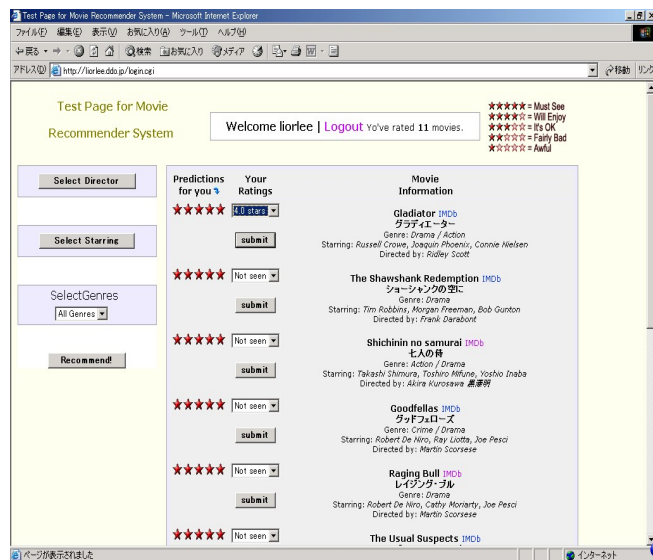 Test Page for Movie Recommender System - Microsoft Internet Explorer
ファイル(F) 編集(E) 表示(V) お気に入り(A) ツール(T) ヘルプ(H)
戻る 検索 お気に入り メディア
アドレス(D) http://liorlee.ddo.jp/login.cgi 移動 リンク
Test Page for Movie
Recommender System
Welcome liorlee | Logout Yo've rated 11 movies.
★★★★★ = Must See
★★★★☆ = Will Enjoy
★★★☆☆ = It's OK
★★☆☆☆ = Fairly Bad
★☆☆☆☆ = Awful
Select Director
Select Starring
SelectGenres
All Genres
Recommend!
Predictions for you
Your Ratings
Movie Information
★★★★★ 4.0 stars
submit
Gladiator IMDb
グラディエーター
Genre: Drama / Action
Starring: Russell Crowe, Joaquin Phoenix, Connie Nielsen
Directed by: Ridley Scott
★★★★★ Not seen
submit
The Shawshank Redemption IMDb
ショーシャンクの空に
Genre: Drama
Starring: Tim Robbins, Morgan Freeman, Bob Gunton
Directed by: Frank Darabont
★★★★★ Not seen
submit
Shichinin no samurai IMDb
七人の侍
Genre: Action / Drama
Starring: Takashi Shimura, Toshiro Mifune, Yoshio Inaba
Directed by: Akira Kurosawa 黒澤明
★★★★★ Not seen
submit
Goodfellas IMDb
グッドフェローズ
Genre: Crime / Drama
Starring: Robert De Niro, Ray Liotta, Joe Pesci
Directed by: Martin Scorsese
★★★★★ Not seen
submit
Raging Bull IMDb
レイジング・ブル
Genre: Drama
Starring: Robert De Niro, Cathy Moriarty, Joe Pesci
Directed by: Martin Scorsese
★★★★★ Not seen
The Usual Suspects IMDb
ページが表示されました インターネット